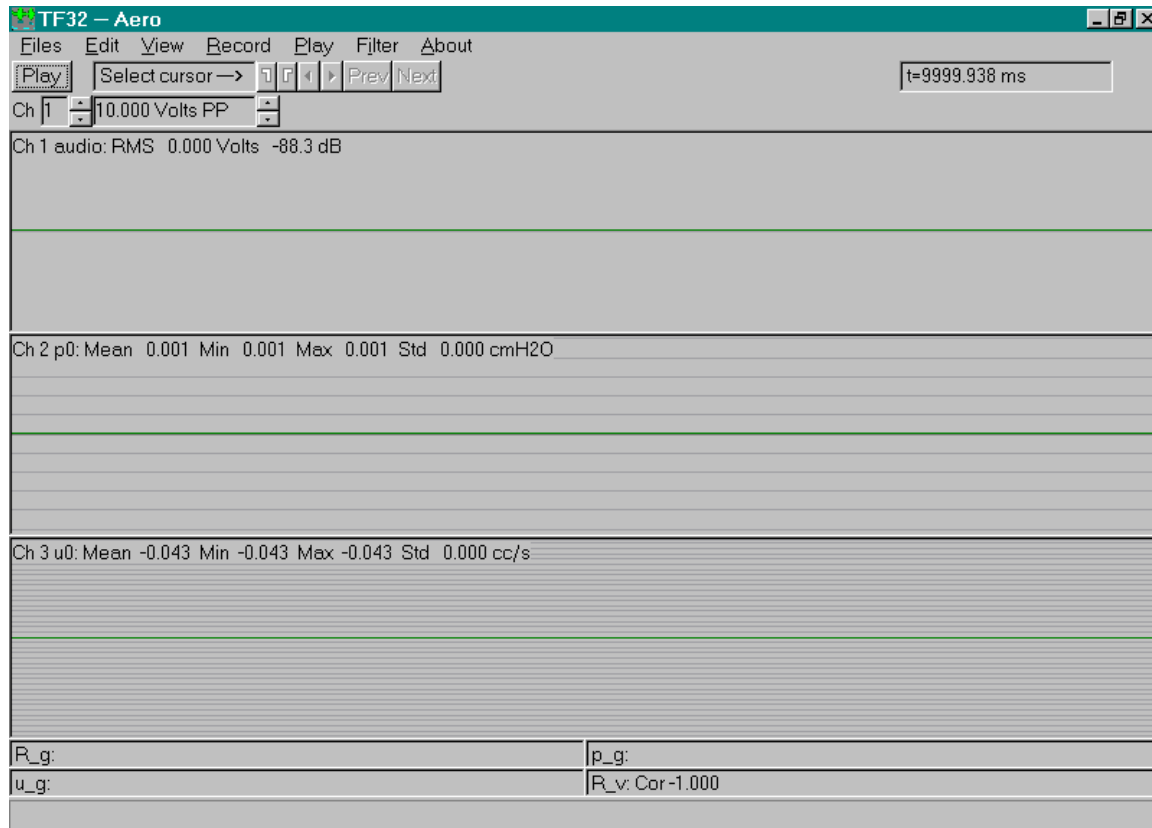 TF32 — Aero
Files Edit View Record Play Filter About
Play Select cursor —> Prev Next t=9999.938 ms
Ch 1 10.000 Volts PP
Ch 1 audio: RMS 0.000 Volts -88.3 dB
Ch 2 p0: Mean 0.001 Min 0.001 Max 0.001 Std 0.000 cmH2O
Ch 3 u0: Mean -0.043 Min -0.043 Max -0.043 Std 0.000 cc/s
R_g: p_g:
u_g: R_v: Cor -1.000